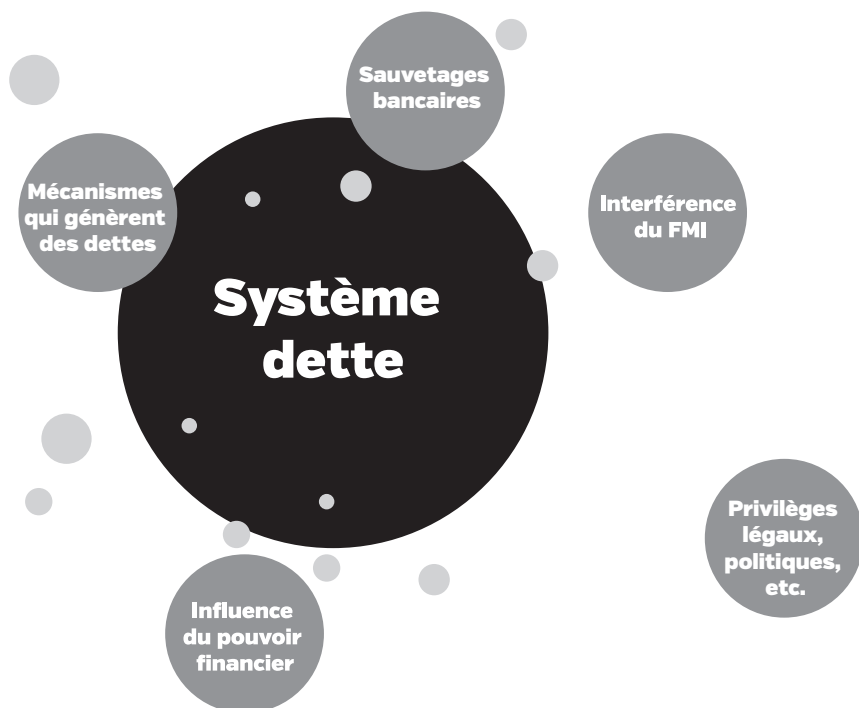 Sauvetages
bancaires
Mécanismes
qui génèrent
des dettes
Interférence
du FMI
Système
dette
Privilèges
légaux,
politiques,
etc.
Influence
du pouvoir
financier